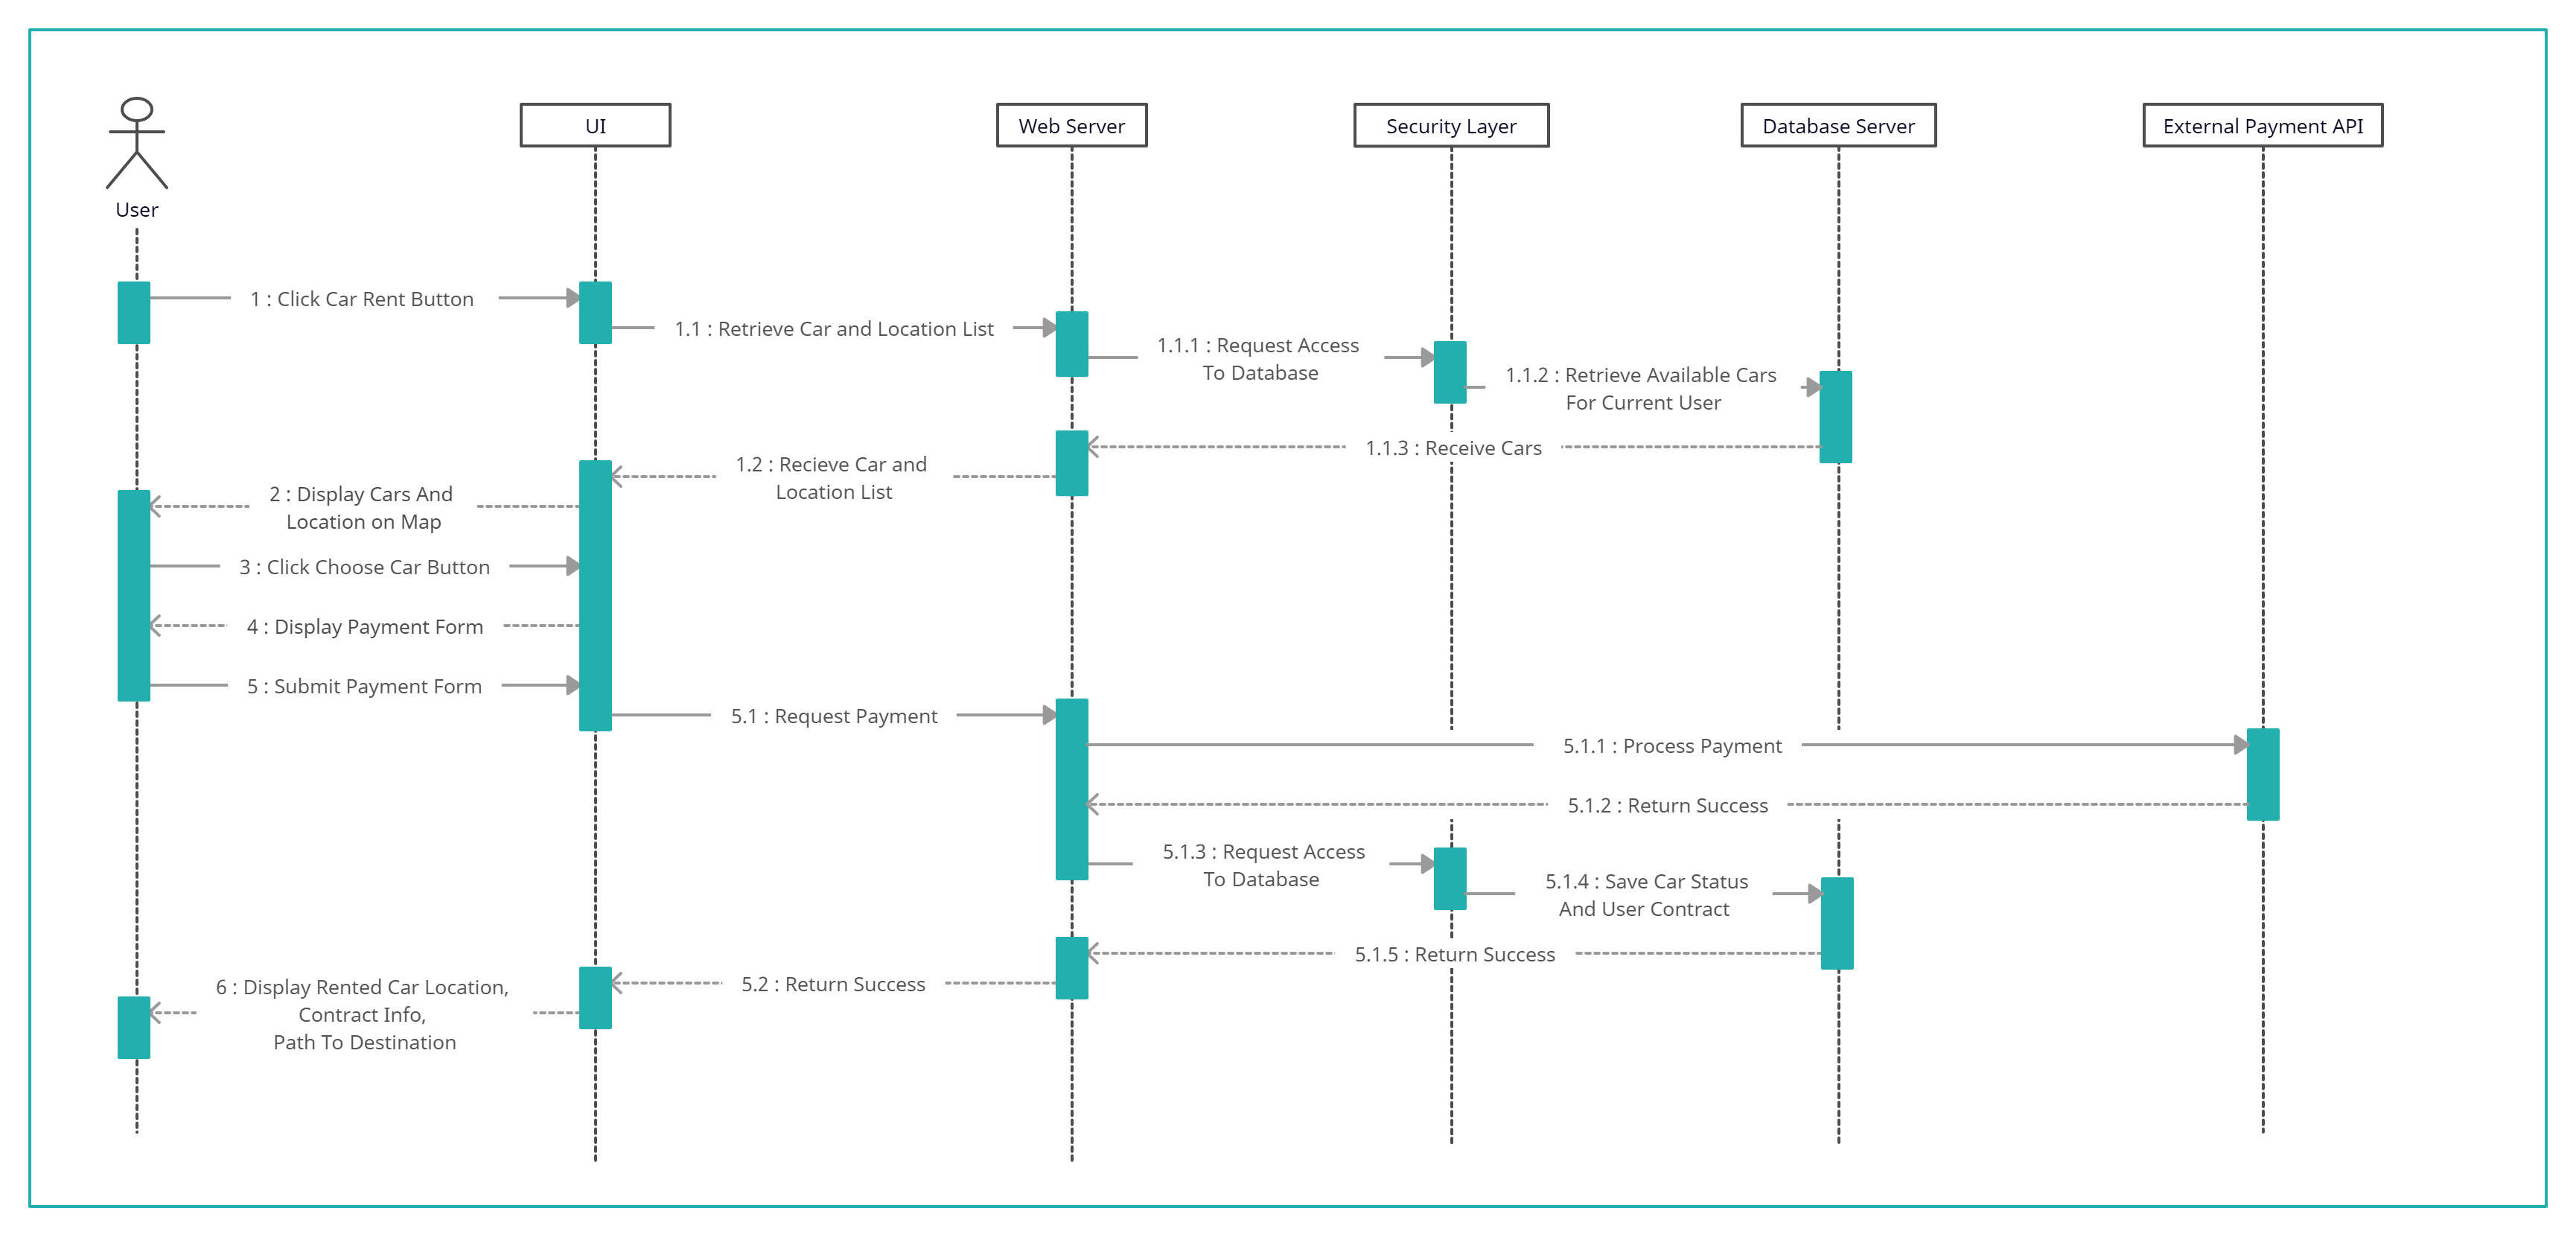 UI
Web Server
Security Layer
Database Server
External Payment API
User
1 : Click Car Rent Button
1.1 : Retrieve Car and Location List
1.1.1 : Request Access
To Database
1.1.2 : Retrieve Available Cars
For Current User
1.1.3 : Receive Cars
1.2 : Recieve Car and
Location List
2 : Display Cars And
Location on Map
3 : Click Choose Car Button
4 : Display Payment Form
5 : Submit Payment Form
5.1 : Request Payment
5.1.1 : Process Payment
5.1.2 : Return Success
5.1.3 : Request Access
To Database
5.1.4 : Save Car Status
And User Contract
5.1.5 : Return Success
5.2 : Return Success
6 : Display Rented Car Location,
Contract Info,
Path To Destination